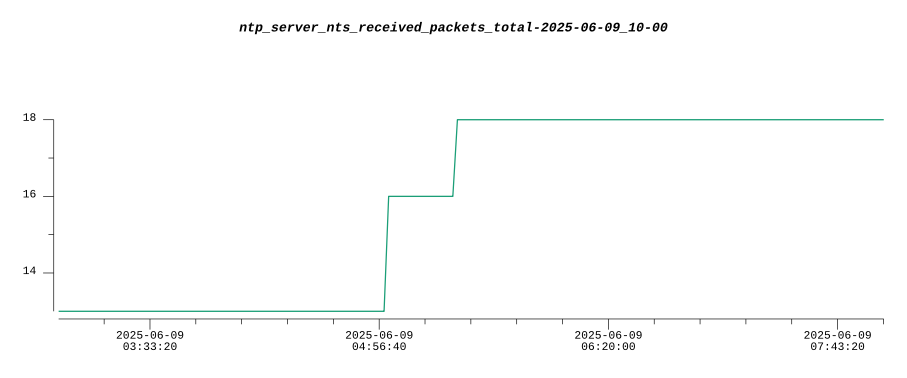 ntp_server_nts_received_packets_total-2025-06-09_10-00
18
16
14
2025-06-09 2025-06-09 2025-06-09 2025-06-09
03:33:20 04:56:40 06:20:00 07:43:20